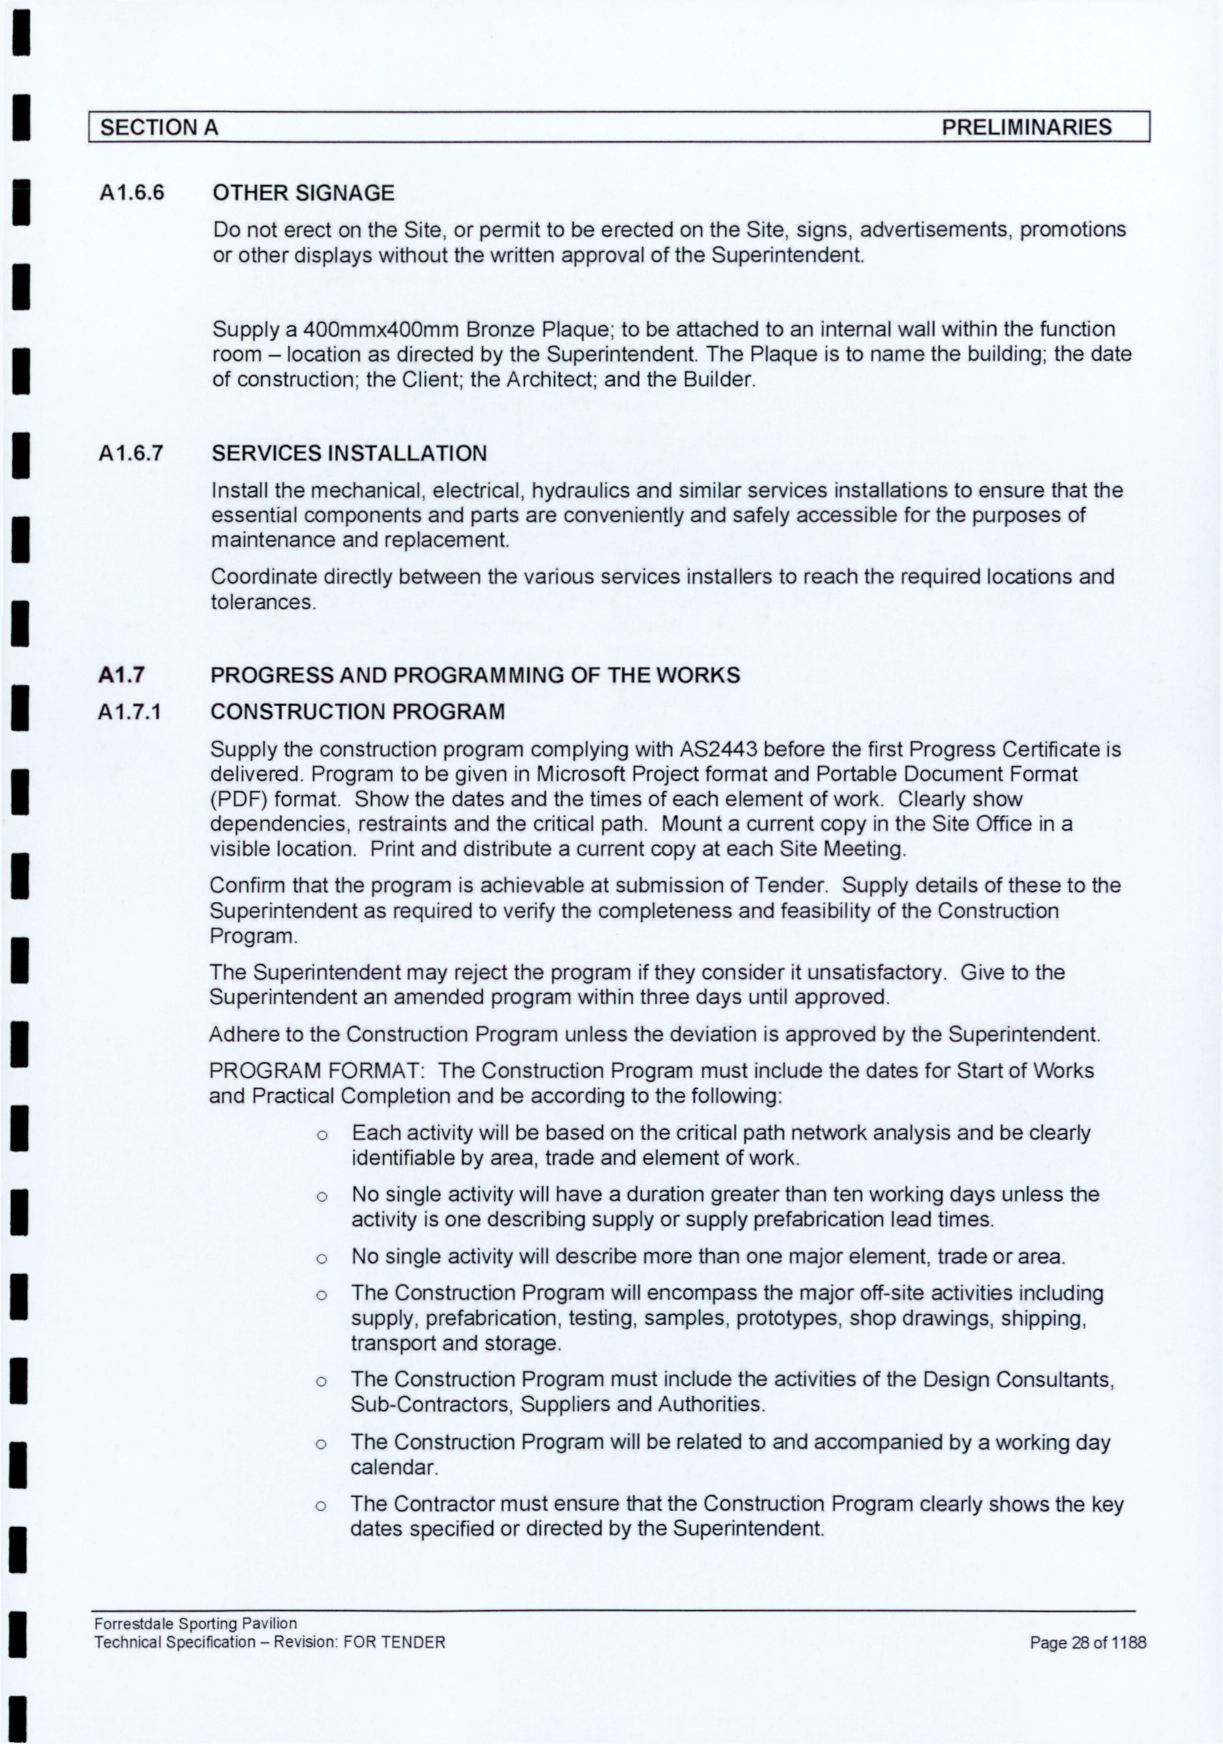 SECTION A PRELIMINARIES
A1.6.6 OTHER SIGNAGE
Do not erect on the Site, or permit to be erected on the Site, signs, advertisements, promotions
or other displays without the written approval of the Superintendent.
Supply a 400mmx400mm Bronze Plaque; to be attached to an internal wall within the function
room – location as directed by the Superintendent. The Plaque is to name the building; the date
of construction; the Client; the Architect; and the Builder.
A1.6.7 SERVICES INSTALLATION
Install the mechanical, electrical, hydraulics and similar services installations to ensure that the
essential components and parts are conveniently and safely accessible for the purposes of
maintenance and replacement.
Coordinate directly between the various services installers to reach the required locations and
tolerances.
A1.7 PROGRESS AND PROGRAMMING OF THE WORKS
A1.7.1 CONSTRUCTION PROGRAM
Supply the construction program complying with AS2443 before the first Progress Certificate is
delivered. Program to be given in Microsoft Project format and Portable Document Format
(PDF) format. Show the dates and the times of each element of work. Clearly show
dependencies, restraints and the critical path. Mount a current copy in the Site Office in a
visible location. Print and distribute a current copy at each Site Meeting.
Confirm that the program is achievable at submission of Tender. Supply details of these to the
Superintendent as required to verify the completeness and feasibility of the Construction
Program.
The Superintendent may reject the program if they consider it unsatisfactory. Give to the
Superintendent an amended program within three days until approved.
Adhere to the Construction Program unless the deviation is approved by the Superintendent.
PROGRAM FORMAT: The Construction Program must include the dates for Start of Works
and Practical Completion and be according to the following:
o Each activity will be based on the critical path network analysis and be clearly
identifiable by area, trade and element of work.
o No single activity will have a duration greater than ten working days unless the
activity is one describing supply or supply prefabrication lead times.
o No single activity will describe more than one major element, trade or area.
o The Construction Program will encompass the major off-site activities including
supply, prefabrication, testing, samples, prototypes, shop drawings, shipping,
transport and storage.
o The Construction Program must include the activities of the Design Consultants,
Sub-Contractors, Suppliers and Authorities.
o The Construction Program will be related to and accompanied by a working day
calendar.
o The Contractor must ensure that the Construction Program clearly shows the key
dates specified or directed by the Superintendent.
Forrestdale Sporting Pavilion
Technical Specification – Revision: FOR TENDER Page 28 of 1188